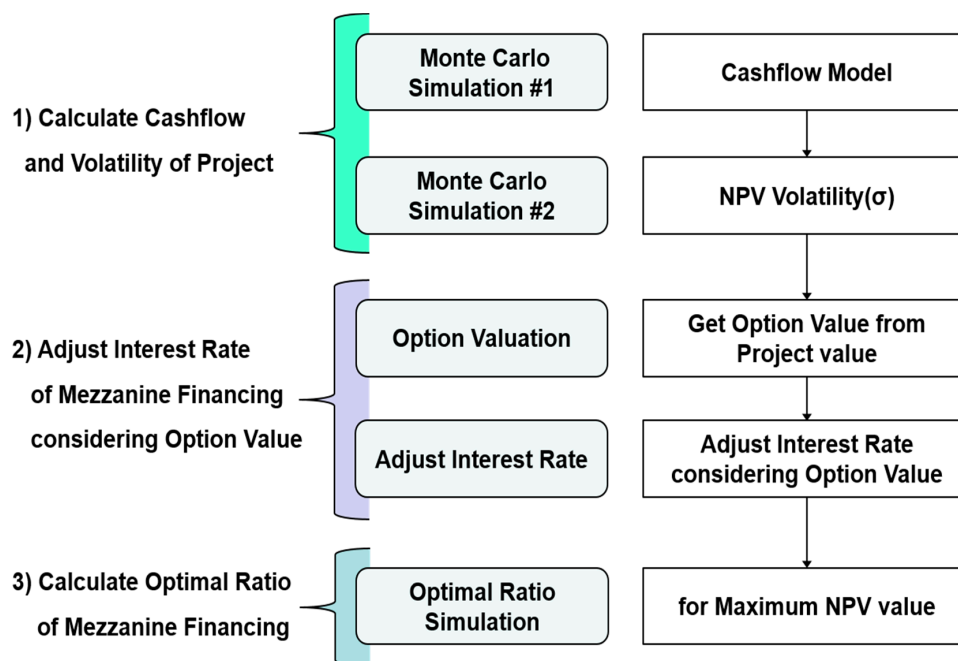 1) Calculate Cashflow
and Volatility of Project
Monte Carlo
Simulation #1
Cashflow Model
Monte Carlo
Simulation #2
NPV Volatility(σ)
2) Adjust Interest Rate
of Mezzanine Financing
considering Option Value
Option Valuation
Get Option Value from
Project value
Adjust Interest Rate
Adjust Interest Rate
considering Option Value
3) Calculate Optimal Ratio
of Mezzanine Financing
Optimal Ratio
Simulation
for Maximum NPV value